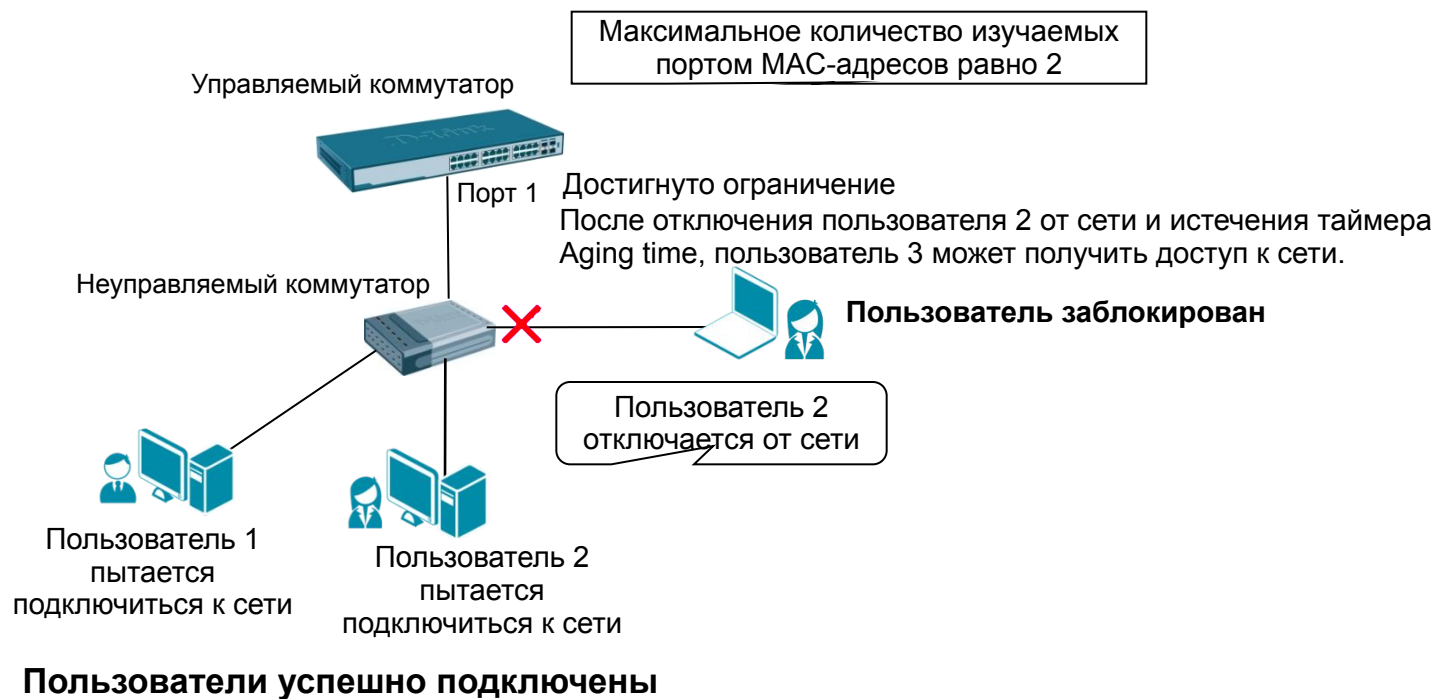 Максимальное количество изучаемых
портом MAC-адресов равно 2
Управляемый коммутатор
D-Link
Порт 1
Достигнуто ограничение
После отключения пользователя 2 от сети и истечения таймера
Aging time, пользователь 3 может получить доступ к сети.
Неуправляемый коммутатор
Пользователь заблокирован
Пользователь 2
отключается от сети
Пользователь 1
пытается
подключиться к сети
Пользователь 2
пытается
подключиться к сети
Пользователи успешно подключены